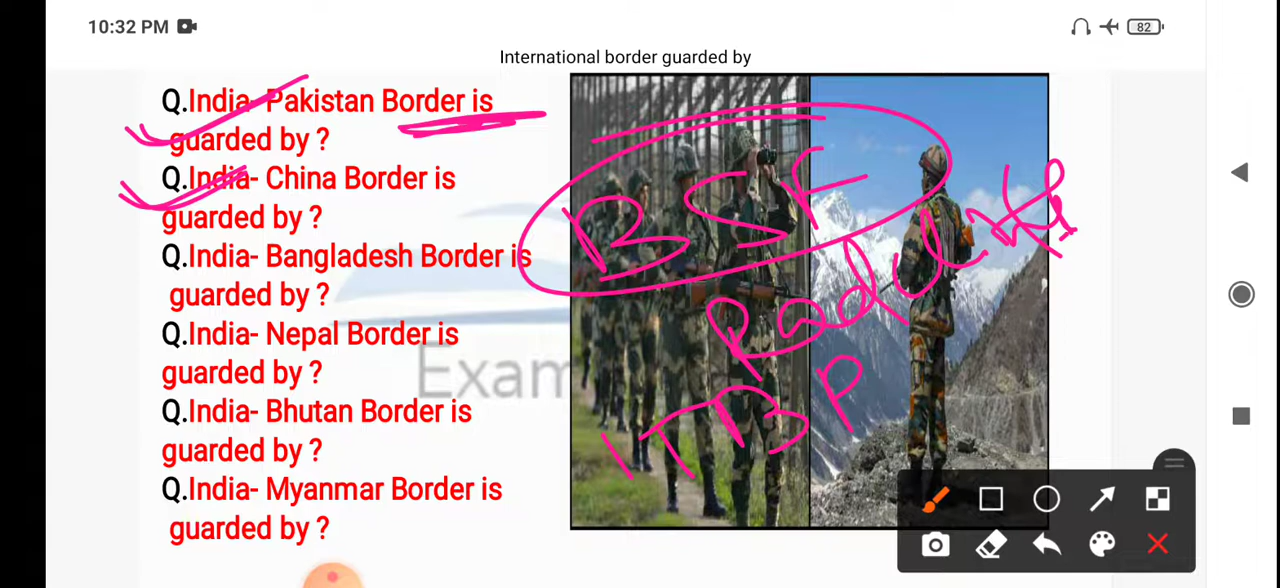 10:32 PM
82
International border guarded by
Q.India- Pakistan Border is
guarded by ?
Q.India- China Border is
guarded by ?
Q.India- Bangladesh Border is
guarded by ?
Q.India- Nepal Border is
guarded by ?
Q.India- Bhutan Border is
guarded by ?
Q.India- Myanmar Border is
guarded by ?
Exam
BSF
ITBP